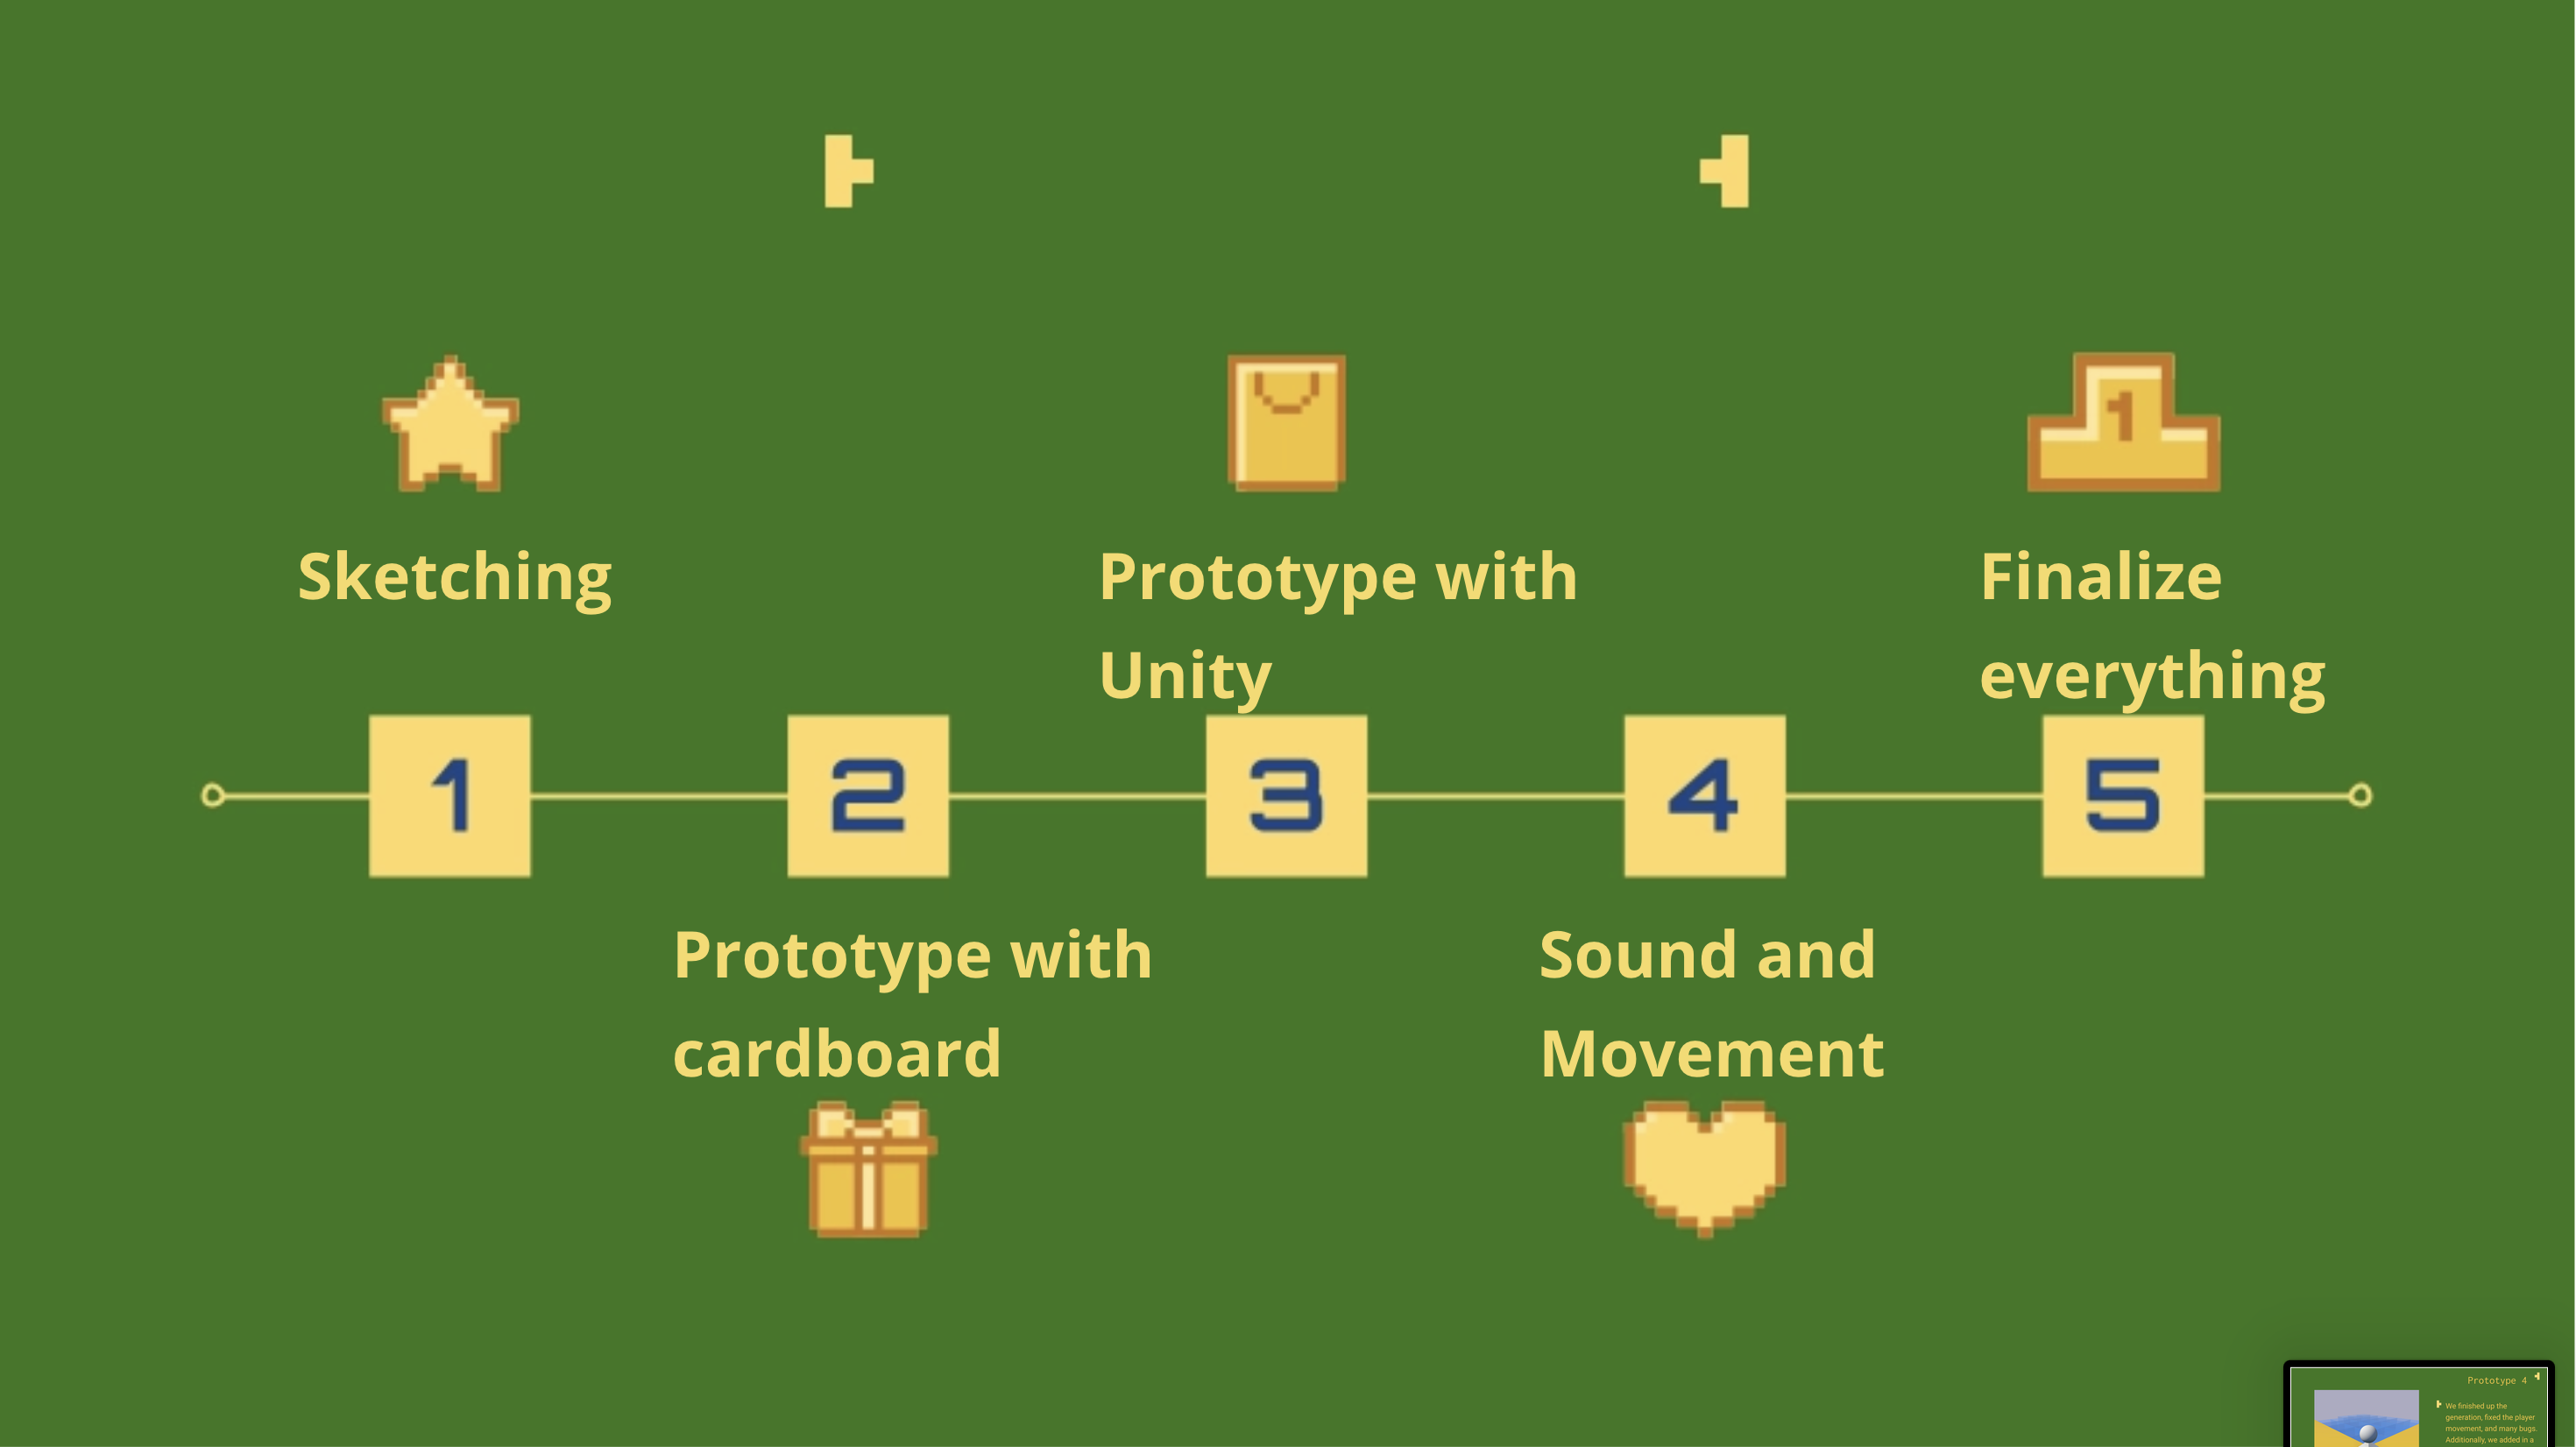 1
Sketching
Prototype with
Unity
Finalize
everything
1
2
3
4
5
Prototype with
cardboard
Sound and
Movement
Prototype 4
We finished up the
generation, fixed the player
movement, and many bugs.
Additionally, we added in a